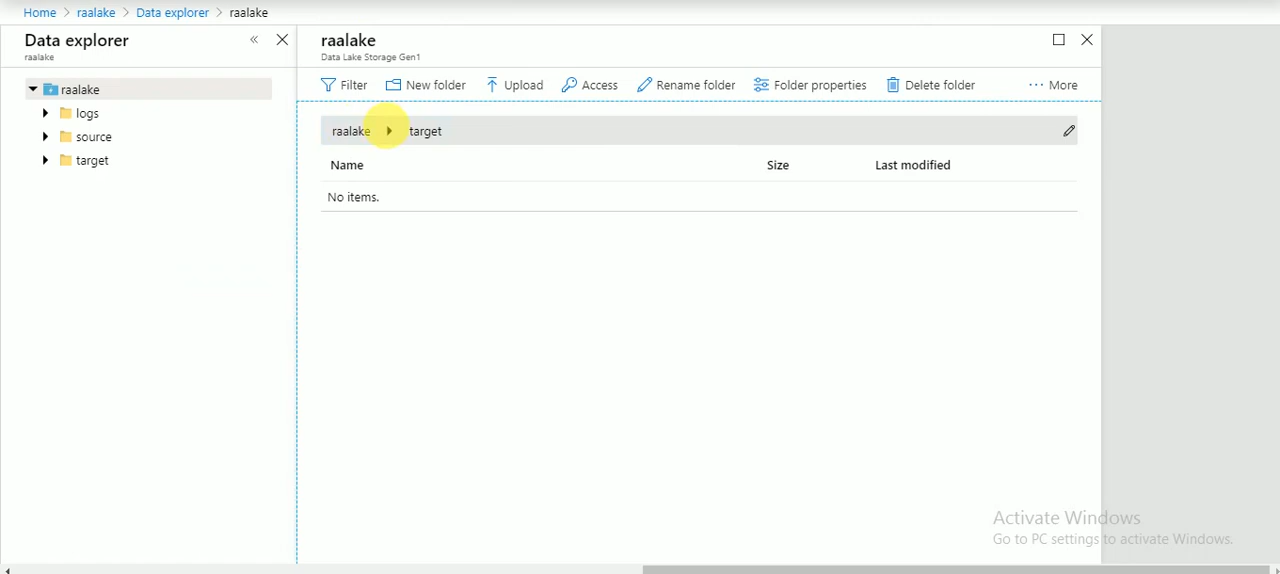 Home > raalake > Data explorer > raalake
Data explorer
raalake
raalake
logs
source
target
raalake
Data Lake Storage Gen1
Filter New folder Upload Access Rename folder Folder properties Delete folder ··· More
raalake target
Name Size Last modified
No items.
Activate Windows
Go to PC settings to activate Windows.